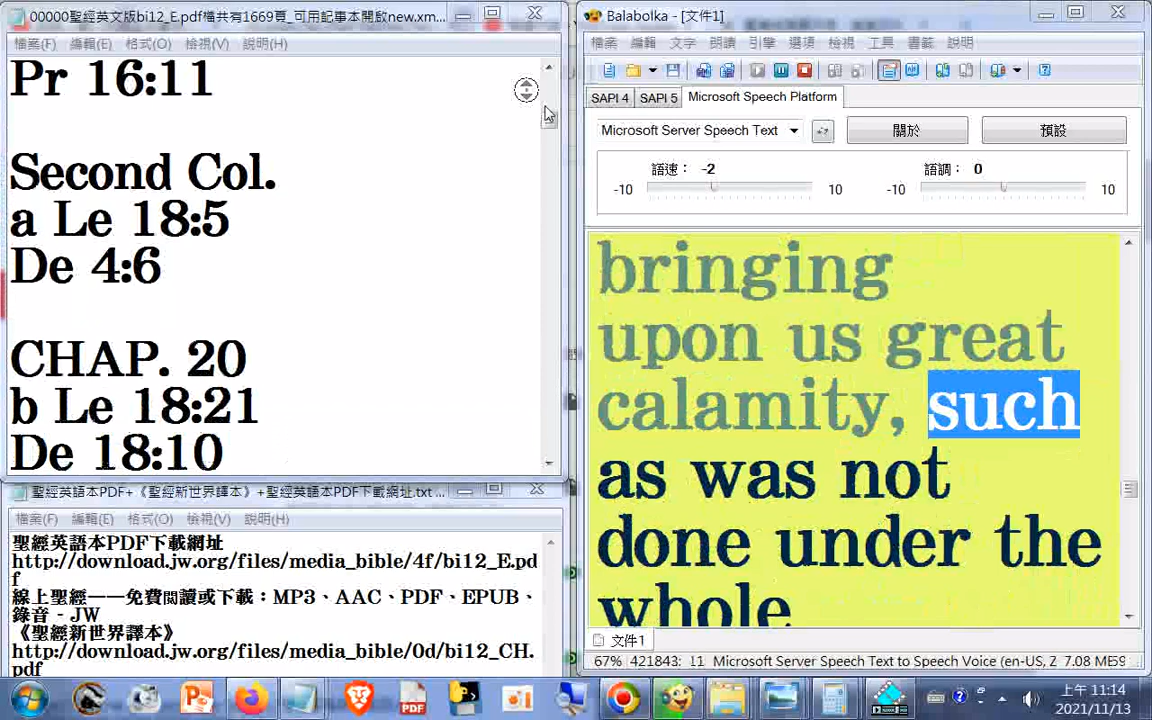 00000聖經英文版bi12_E.pdf檔共有1669頁_可用記事本開啟new.xm...
檔案(F) 編輯(E) 格式(O) 檢視(V) 說明(H)
Pr 16:11
Second Col.
a Le 18:5
De 4:6
CHAP. 20
b Le 18:21
De 18:10
聖經英語本PDF+《聖經新世界譯本》+聖經英語本PDF下載網址.txt ...
檔案(F) 編輯(E) 格式(O) 檢視(V) 說明(H)
聖經英語本PDF下載網址
http://download.jw.org/files/media_bible/4f/bi12_E.pd
f
線上聖經——免費閱讀或下載：MP3、AAC、PDF、EPUB、
錄音 - JW
《聖經新世界譯本》
http://download.jw.org/files/media_bible/0d/bi12_CH.
pdf
Balabolka - [文件1]
檔案 編輯 文字 朗讀 引擎 選項 檢視 工具 書籤 說明
SAPI 4 SAPI 5 Microsoft Speech Platform
Microsoft Server Speech Text 關於 預設
語速： -2 語調： 0
-10 10 -10 10
bringing
upon us great
calamity, such
as was not
done under the
whole
文件1
67% 421843: 11 Microsoft Server Speech Text to Speech Voice (en-US, Z 7.08 ME59
上午 11:14
2021/11/13